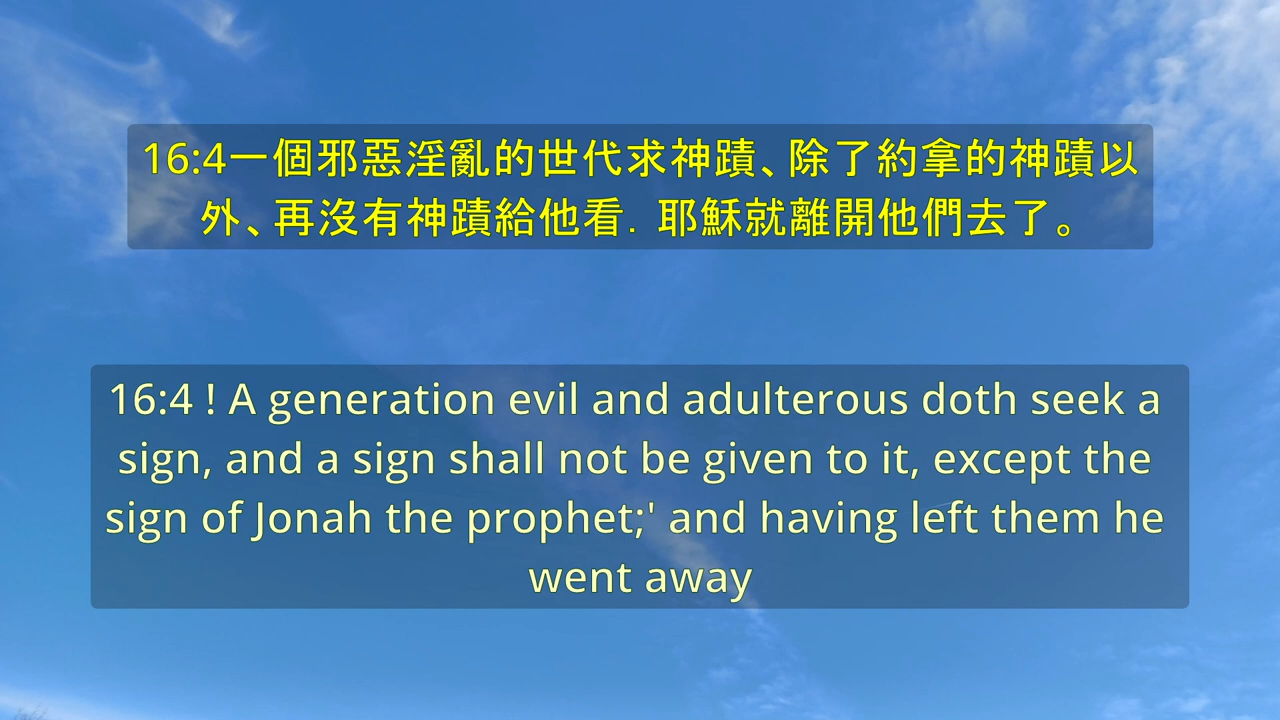 16:4一個邪惡淫亂的世代求神蹟、除了約拿的神蹟以
外、再沒有神蹟給他看．耶穌就離開他們去了。
16:4 ! A generation evil and adulterous doth seek a
sign, and a sign shall not be given to it, except the
sign of Jonah the prophet;' and having left them he
went away